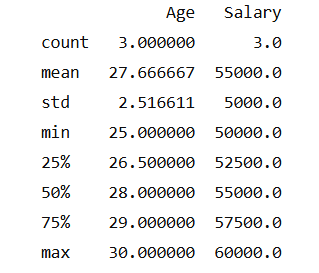 Age Salary
count 3.000000 3.0
mean 27.666667 55000.0
std 2.516611 5000.0
min 25.000000 50000.0
25% 26.500000 52500.0
50% 28.000000 55000.0
75% 29.000000 57500.0
max 30.000000 60000.0